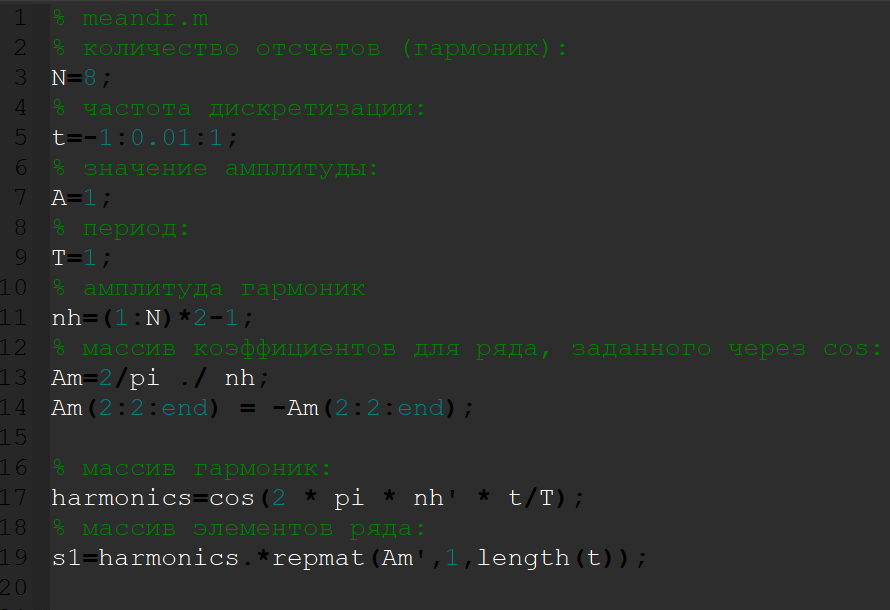 1 % meandr.m
2 % количество отсчетов (гармоник):
3 N=8;
4 % частота дискретизации:
5 t=-1:0.01:1;
6 % значение амплитуды:
7 A=1;
8 % период:
9 T=1;
10 % амплитуда гармоник
11 nh=(1:N)*2-1;
12 % массив коэффициентов для ряда, заданного через cos:
13 Am=2/pi ./ nh;
14 Am(2:2:end) = -Am(2:2:end);
15
16 % массив гармоник:
17 harmonics=cos(2 * pi * nh' * t/T);
18 % массив элементов ряда:
19 s1=harmonics.*repmat(Am',1,length(t));
20